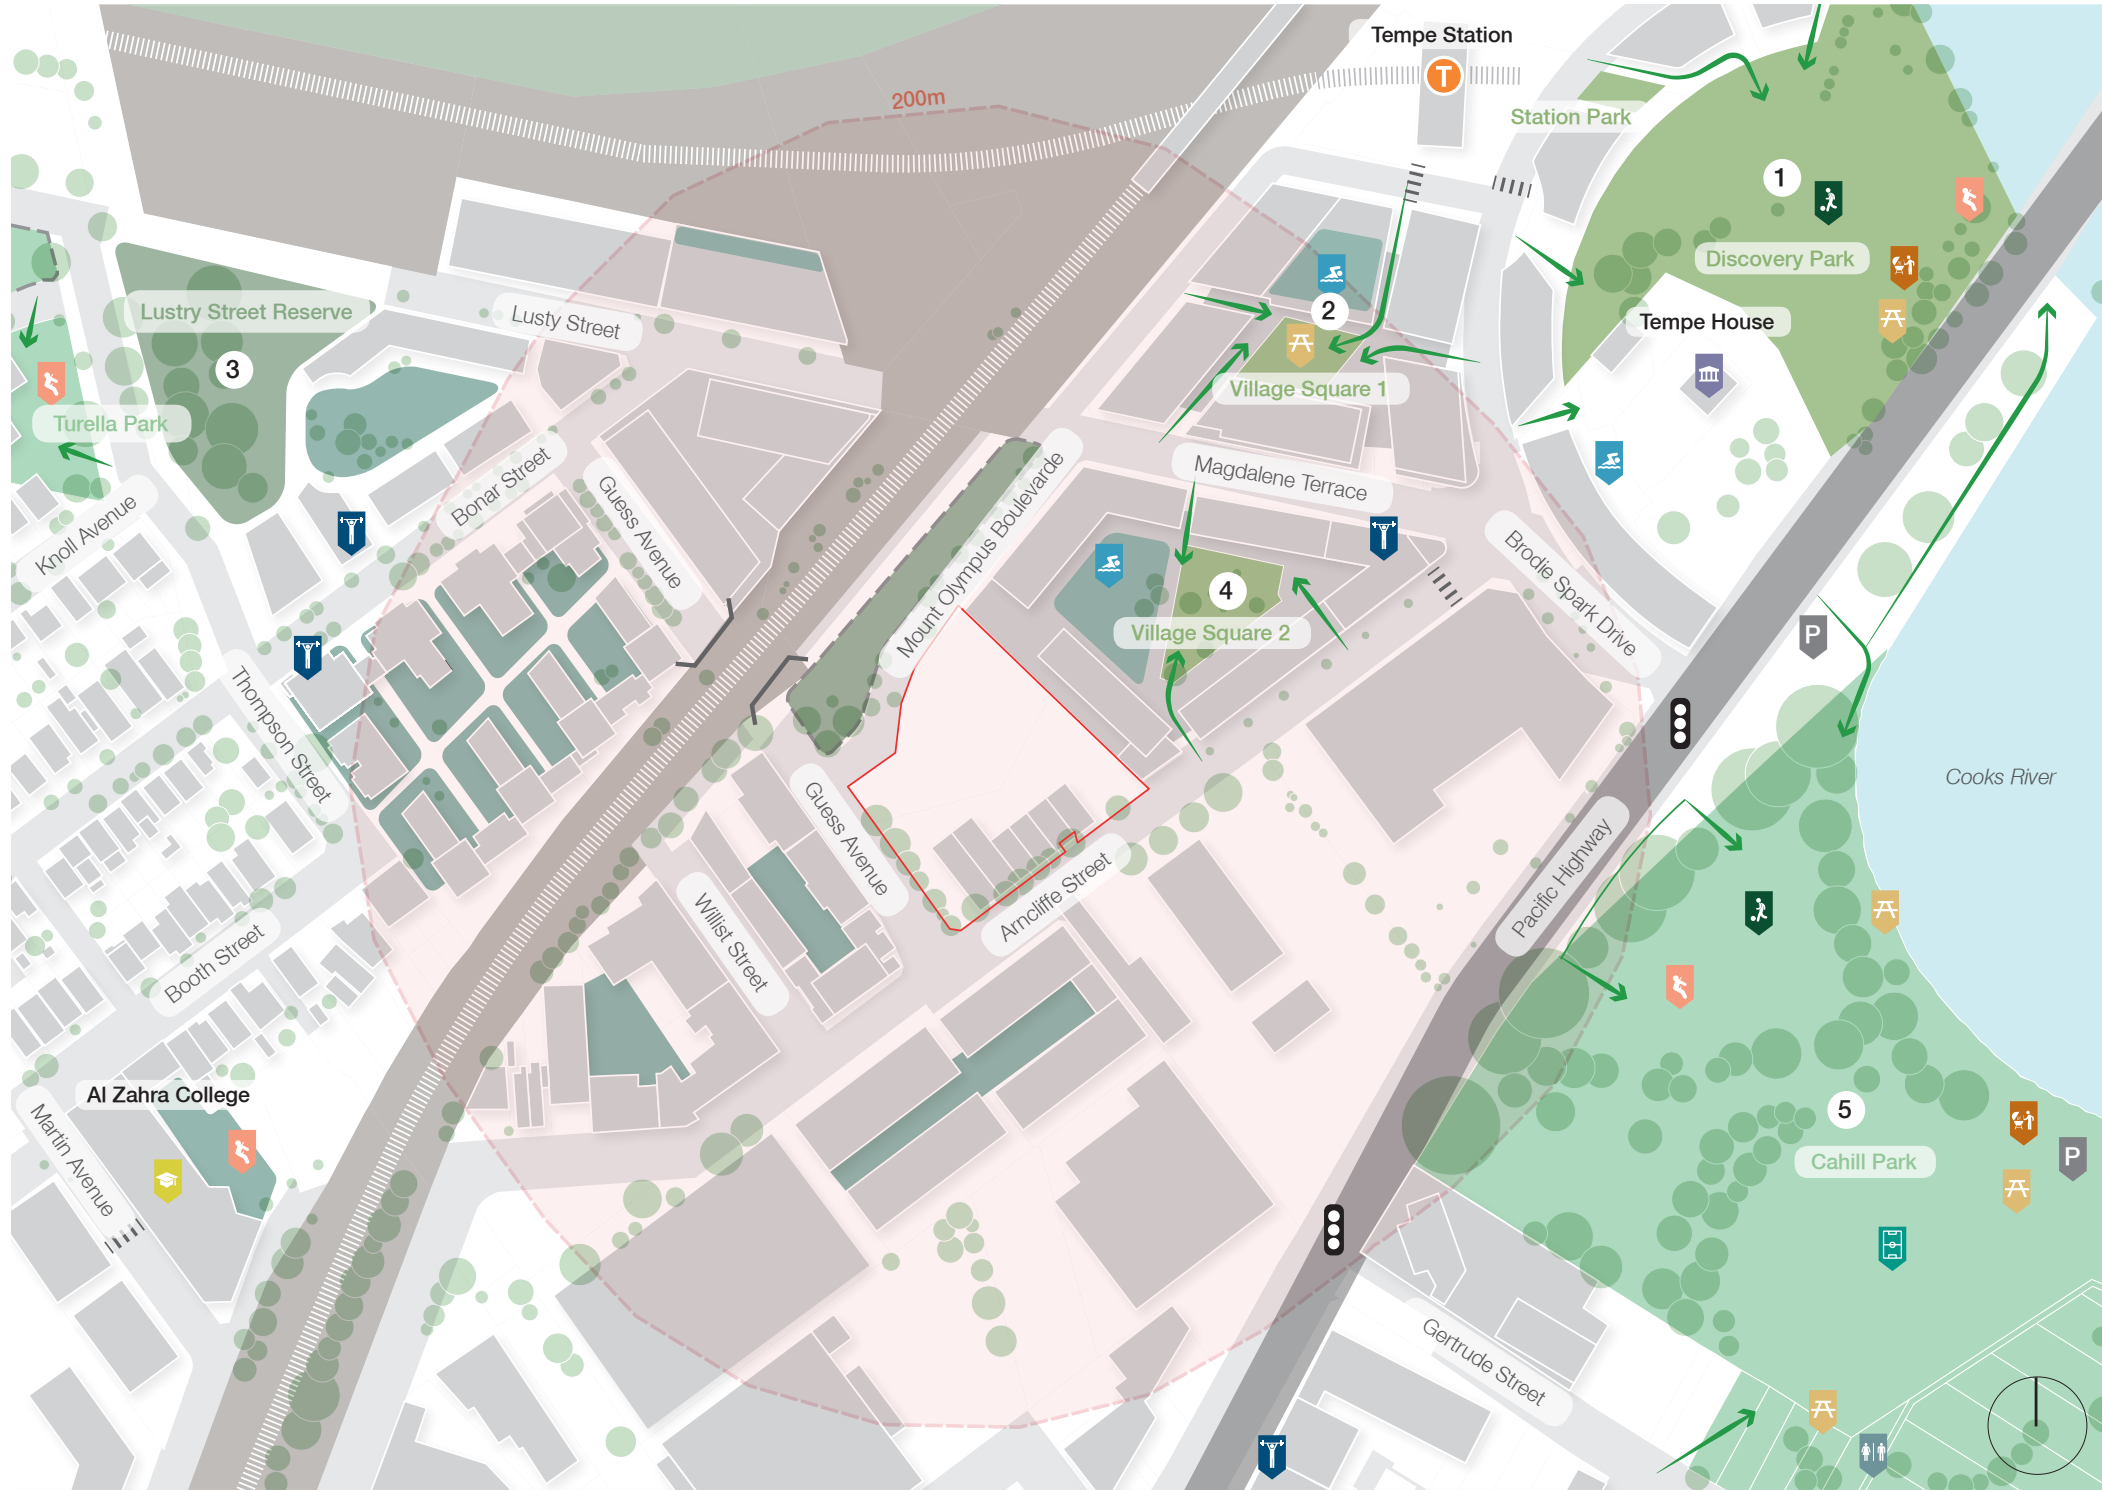 Tempe Station
T
200m
Station Park
1
Discovery Park
Lustry Street Reserve
Lusty Street
2
Tempe House
3
Village Square 1
Turella Park
Magdalene Terrace
Bonar Street
Guess Avenue
Knoll Avenue
Mount Olympus Boulevarde
Brodie Spark Drive
4
Village Square 2
P
Thompson Street
Cooks River
Guess Avenue
Pacific Highway
Arncliffe Street
Willist Street
Booth Street
Al Zahra College
5
Cahill Park
P
Martin Avenue
Gertrude Street